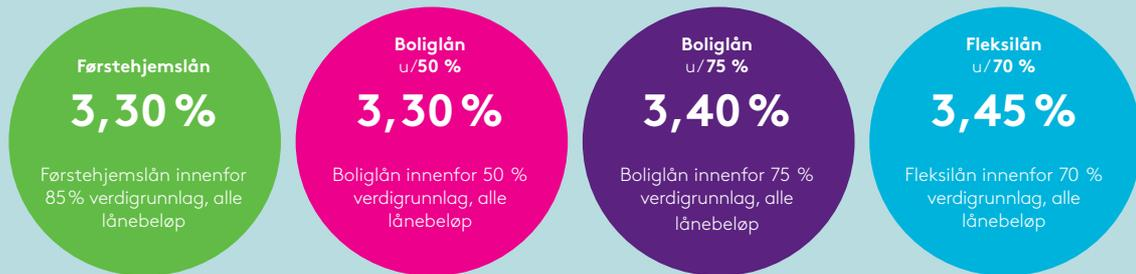 Førstehjemslån
3,30 %
Førstehjemslån innenfor
85% verdigrunnlag, alle
lånebeløp
Boliglån
u/50 %
3,30 %
Boliglån innenfor 50 %
verdigrunnlag, alle
lånebeløp
Boliglån
u/75 %
3,40 %
Boliglån innenfor 75 %
verdigrunnlag, alle
lånebeløp
Fleksilån
u/70 %
3,45 %
Fleksilån innenfor 70 %
verdigrunnlag, alle
lånebeløp